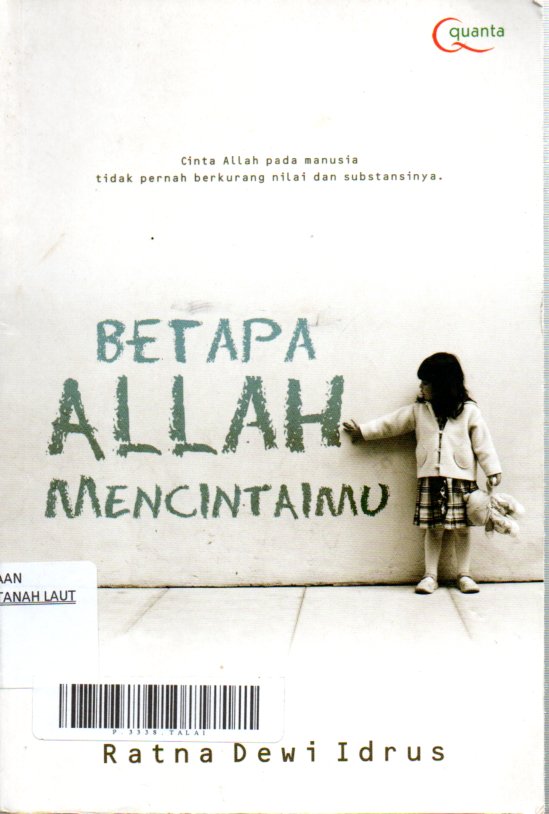 quanta
Cinta Allah pada manusia
tidak pernah berkurang nilai dan substansinya.
BETAPA
ALLAH
MENCINTAIMU
AAN
TANAH LAUT
P.3338.TALAI
Ratna Dewi Idrus